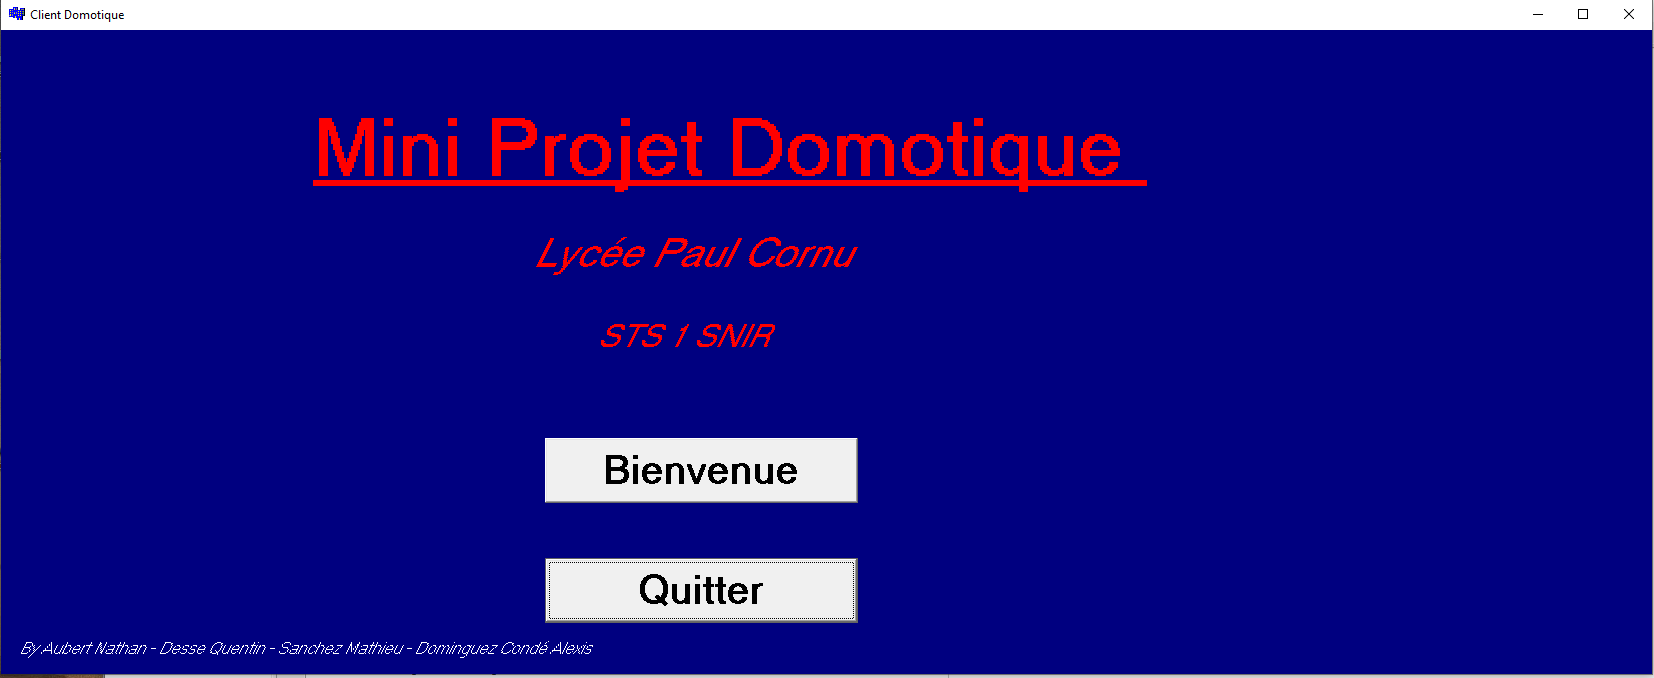 Client Domotique
Mini Projet Domotique
Lycée Paul Cornu
STS 1 SNIR
Bienvenue
Quitter
By Aubert Nathan - Desse Quentin - Sanchez Mathieu - Dominguez Condé Alexis